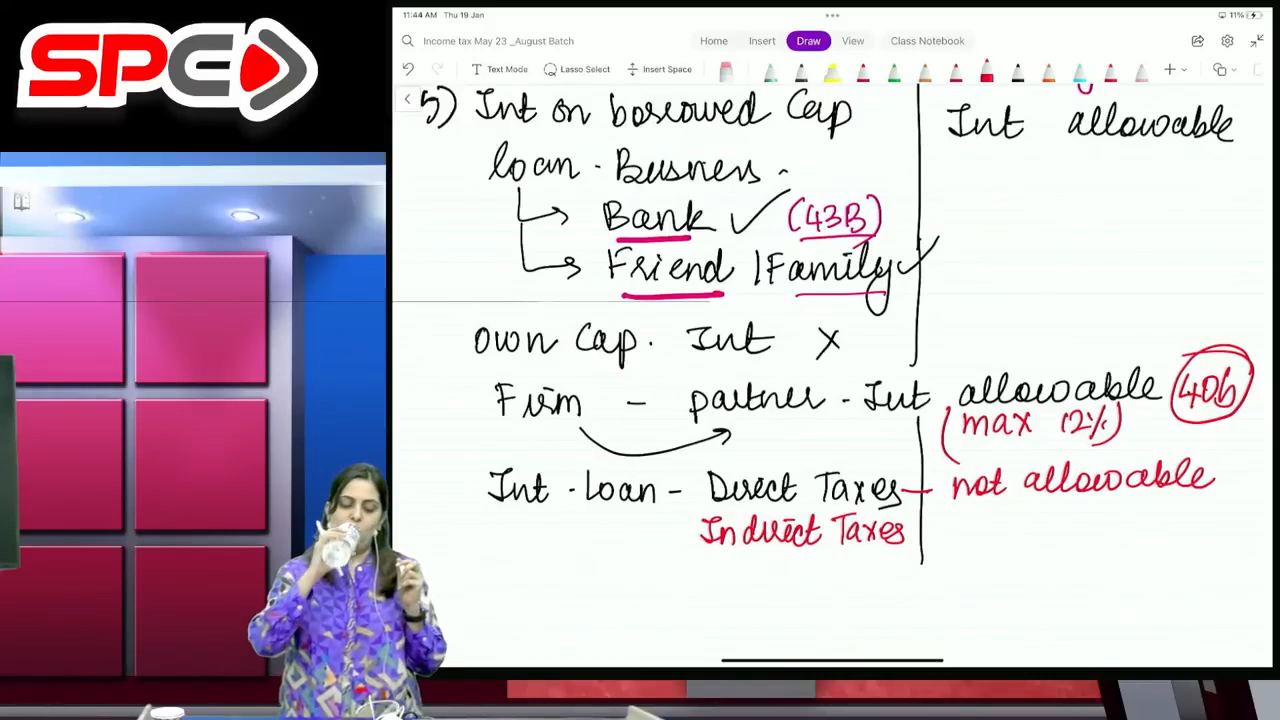 SPC
11:44 AM Thu 19 Jan
11%
Income tax May 23 _August Batch
Home Insert Draw View Class Notebook
Text Mode Lasso Select Insert Space
5) Int on borrowed Cap
Int allowable
loan - Business -
Bank ✓ (43B)
Friend | Family ✓
own Cap. Int X
Firm - partner - Int allowable 40b
max 12%
Int - Loan - Direct Taxes - not allowable
Indirect Taxes